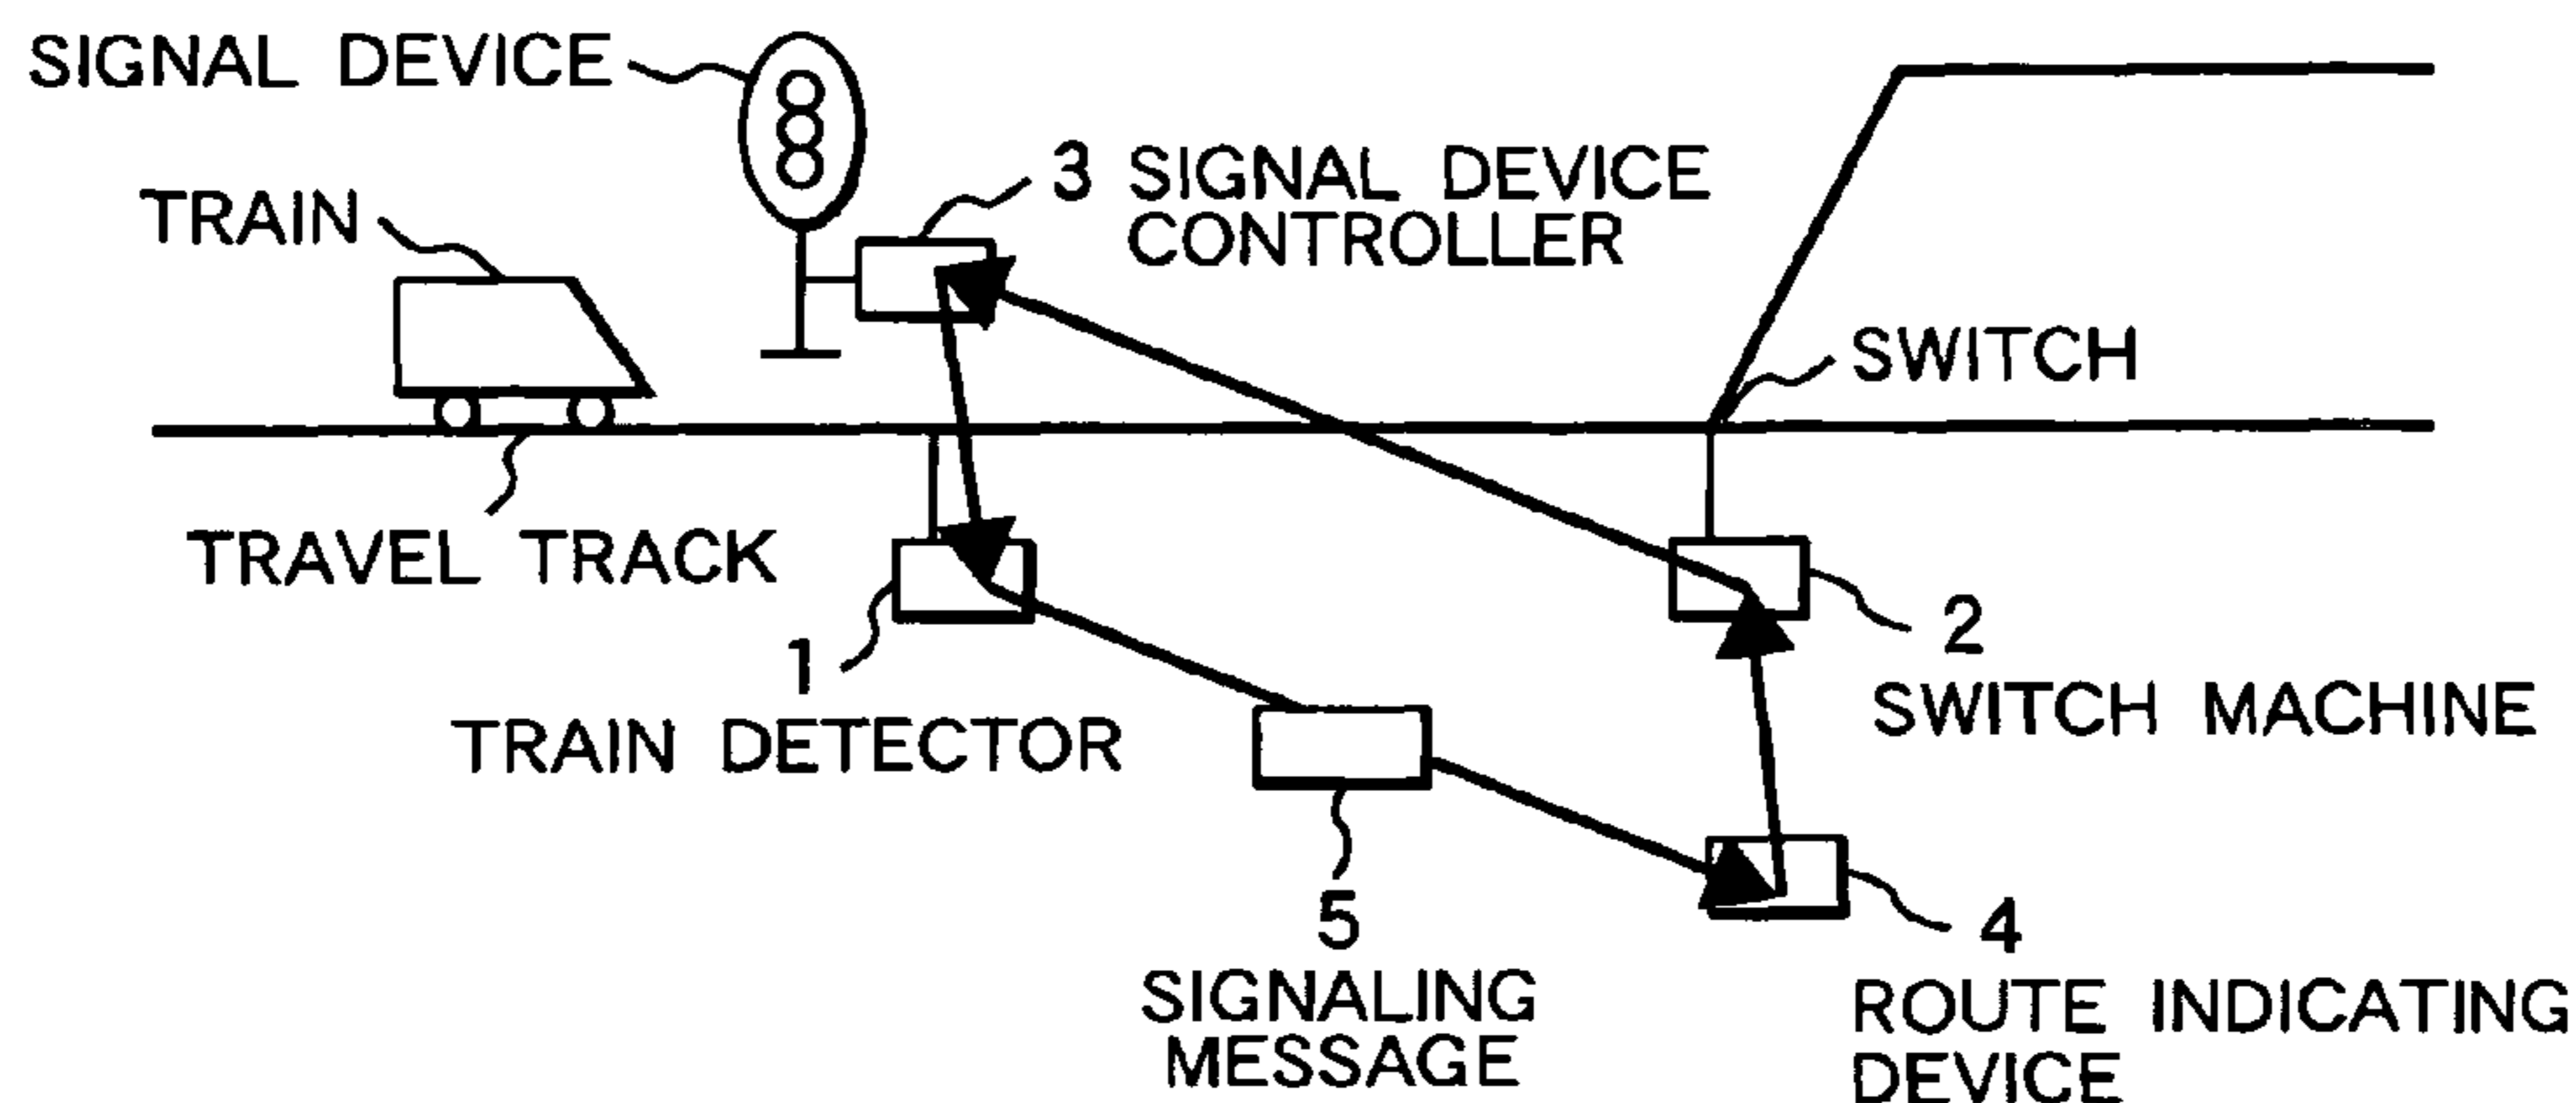 SIGNAL DEVICE
3 SIGNAL DEVICE
CONTROLLER
TRAIN
SWITCH
TRAVEL TRACK
1
TRAIN DETECTOR
2
SWITCH MACHINE
5
SIGNALING
MESSAGE
4
ROUTE INDICATING
DEVICE